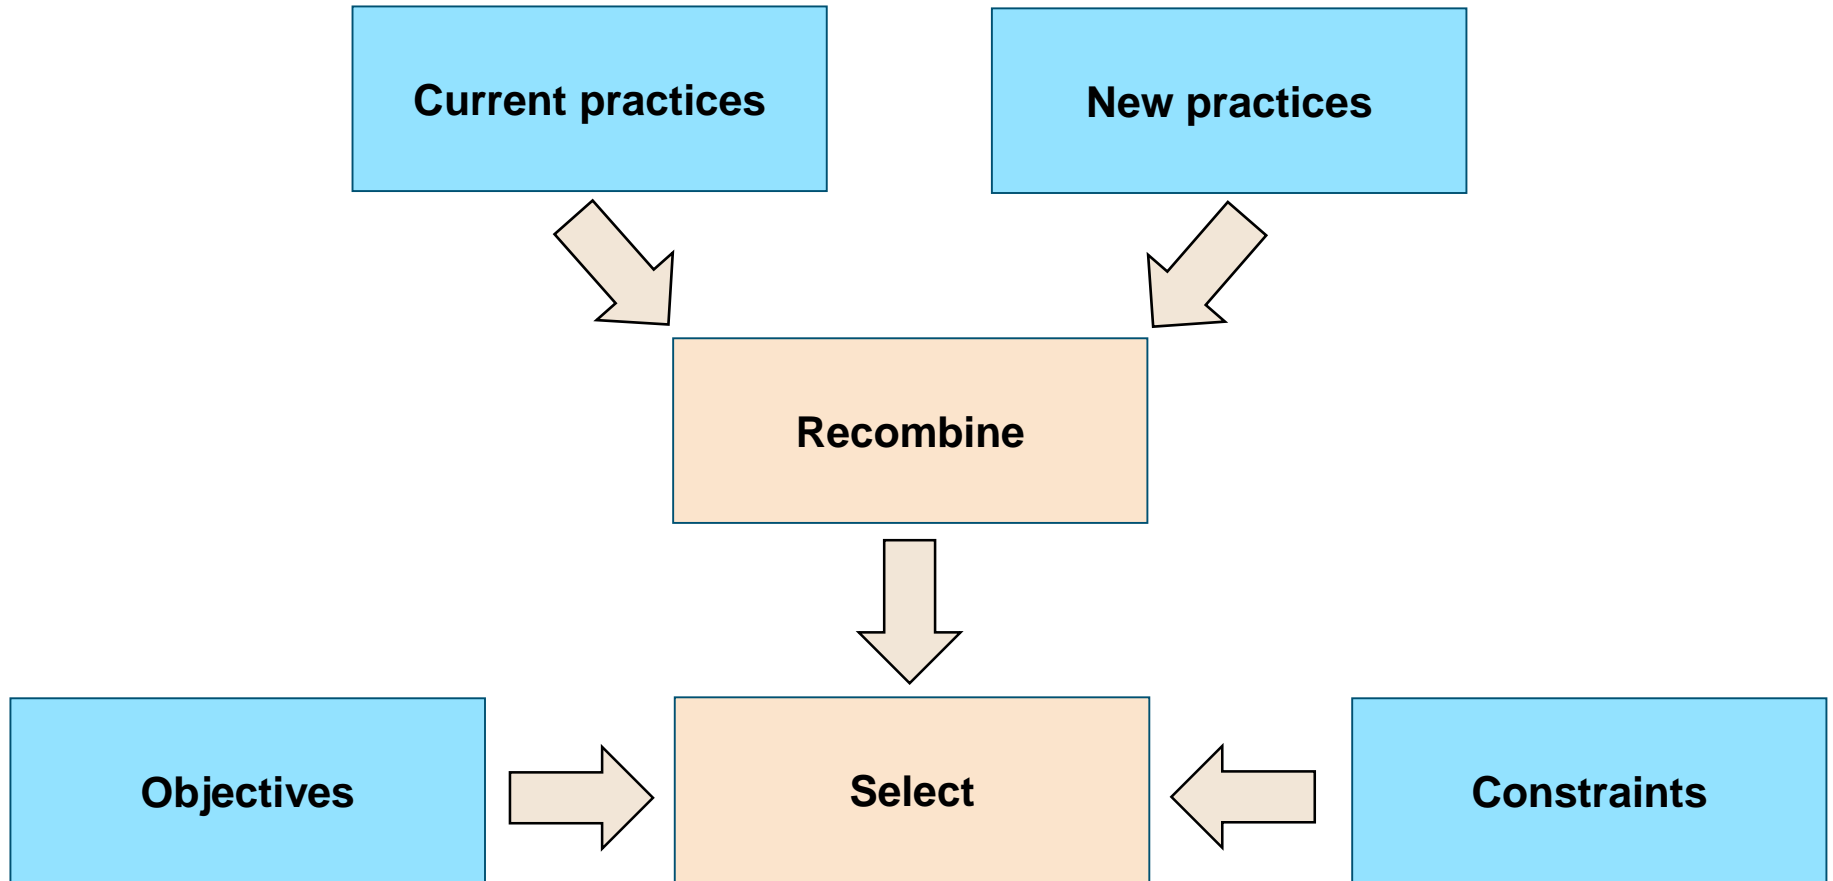 Current practices
New practices
Recombine
Objectives
Select
Constraints